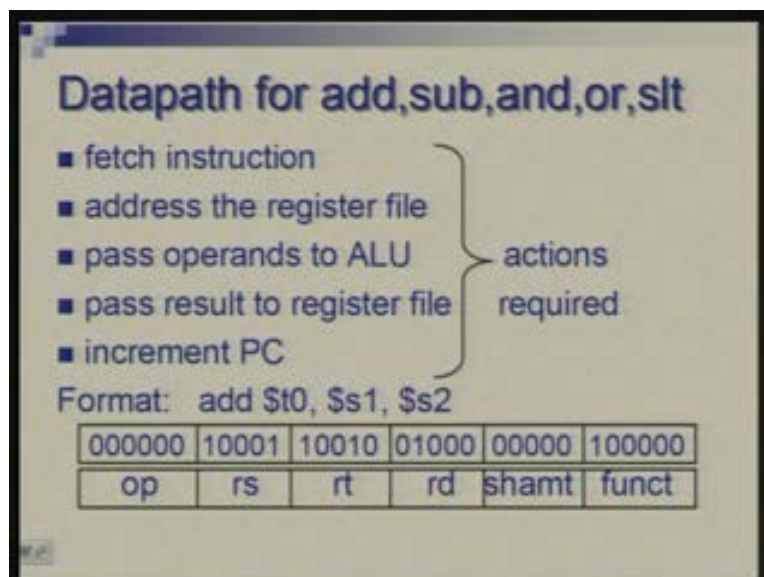 Datapath for add,sub,and,or,slt
fetch instruction
address the register file
pass operands to ALU
pass result to register file
increment PC
actions
required
Format: add $t0, $s1, $s2
000000 10001 10010 01000 00000 100000
op rs rt rd shamt funct